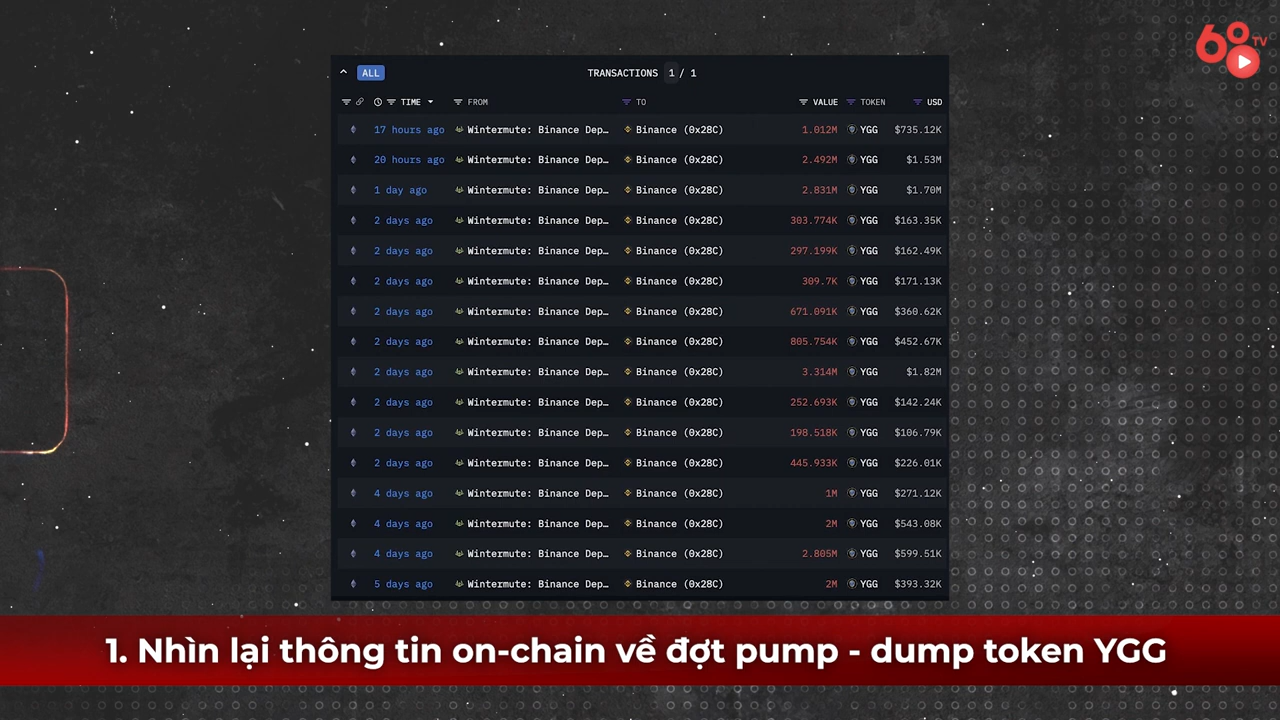 68 TV
ALL TRANSACTIONS 1 / 1
TIME FROM TO VALUE TOKEN USD
17 hours ago Wintermute: Binance Dep… Binance (0x28C) 1.012M YGG $735.12K
20 hours ago Wintermute: Binance Dep… Binance (0x28C) 2.492M YGG $1.53M
1 day ago Wintermute: Binance Dep… Binance (0x28C) 2.831M YGG $1.70M
2 days ago Wintermute: Binance Dep… Binance (0x28C) 303.774K YGG $163.35K
2 days ago Wintermute: Binance Dep… Binance (0x28C) 297.199K YGG $162.49K
2 days ago Wintermute: Binance Dep… Binance (0x28C) 309.7K YGG $171.13K
2 days ago Wintermute: Binance Dep… Binance (0x28C) 671.091K YGG $360.62K
2 days ago Wintermute: Binance Dep… Binance (0x28C) 805.754K YGG $452.67K
2 days ago Wintermute: Binance Dep… Binance (0x28C) 3.314M YGG $1.82M
2 days ago Wintermute: Binance Dep… Binance (0x28C) 252.693K YGG $142.24K
2 days ago Wintermute: Binance Dep… Binance (0x28C) 198.518K YGG $106.79K
2 days ago Wintermute: Binance Dep… Binance (0x28C) 445.933K YGG $226.01K
4 days ago Wintermute: Binance Dep… Binance (0x28C) 1M YGG $271.12K
4 days ago Wintermute: Binance Dep… Binance (0x28C) 2M YGG $543.08K
4 days ago Wintermute: Binance Dep… Binance (0x28C) 2.805M YGG $599.51K
5 days ago Wintermute: Binance Dep… Binance (0x28C) 2M YGG $393.32K
1. Nhìn lại thông tin on-chain về đợt pump - dump token YGG